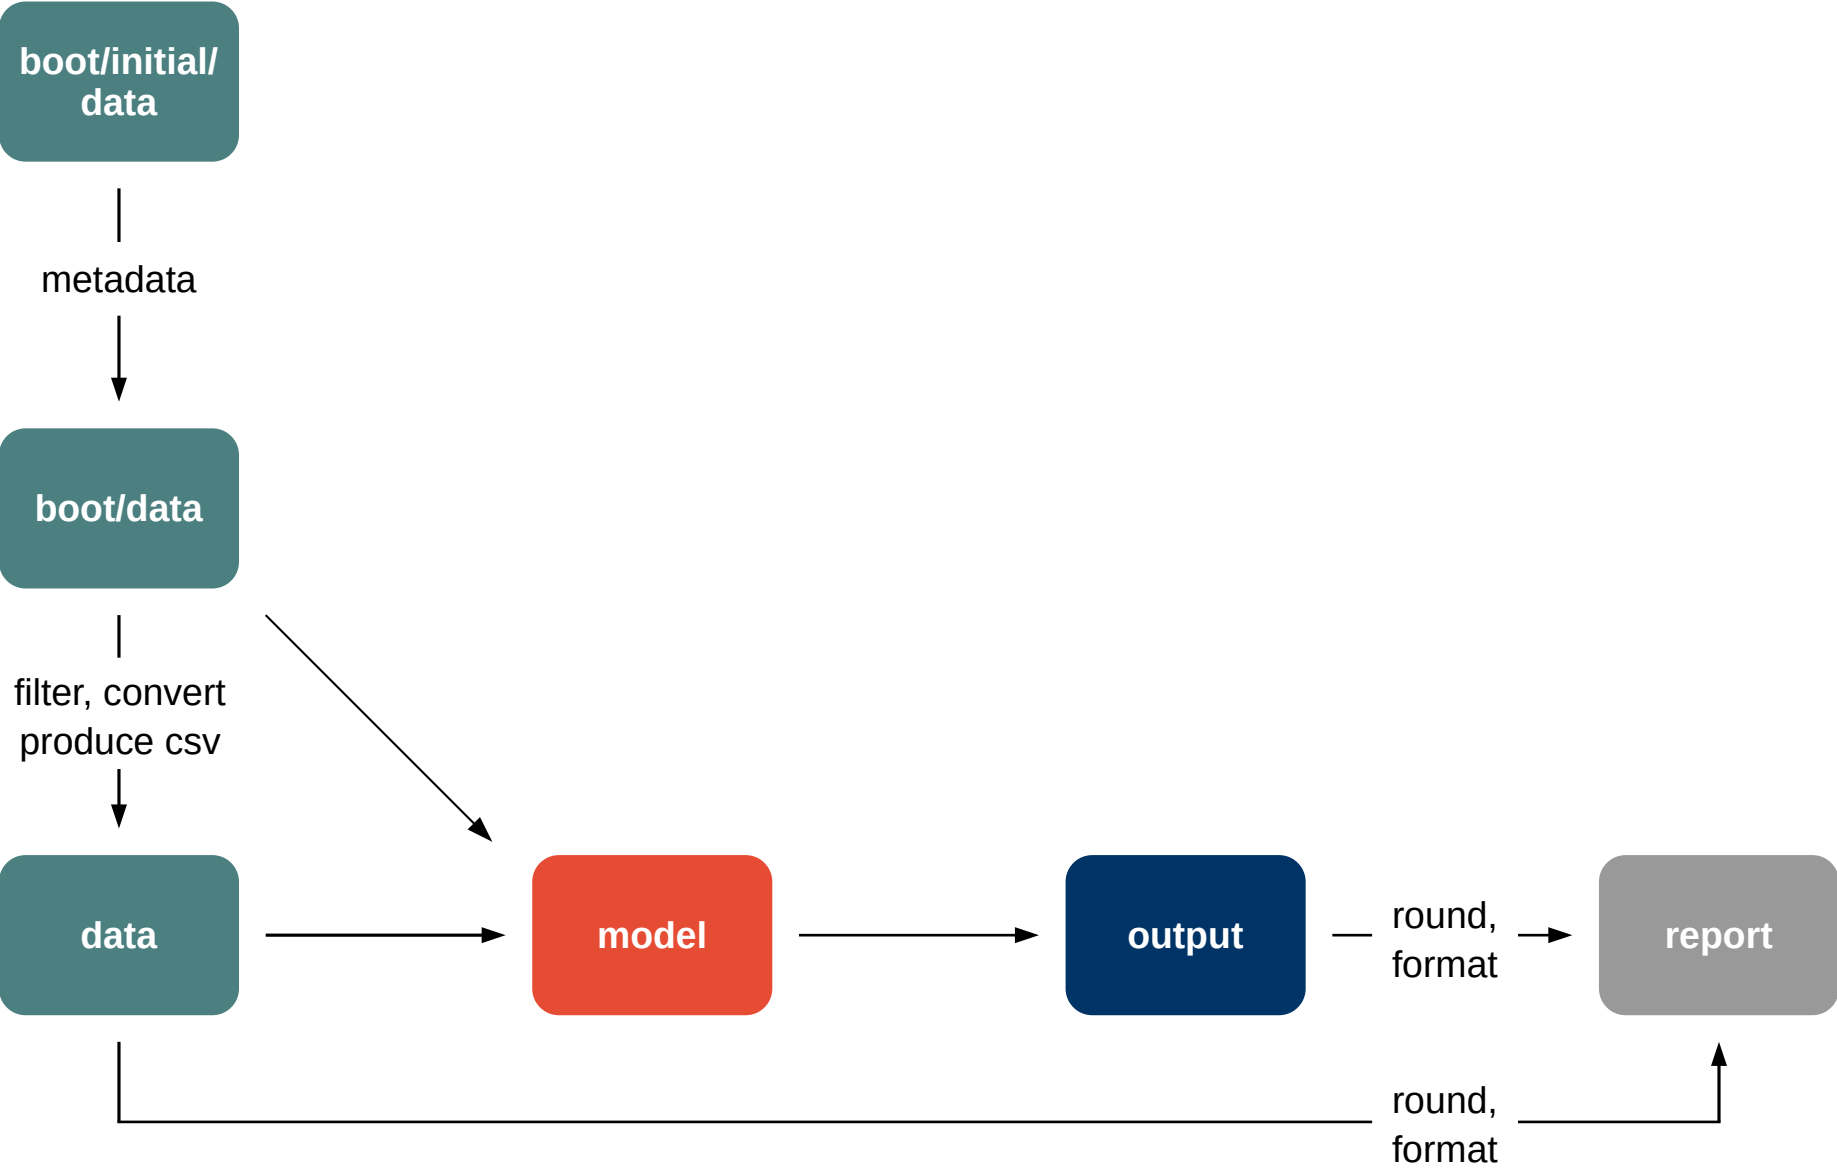 boot/initial/
data
metadata
boot/data
filter, convert
produce csv
data
model
output
round,
format
report
round,
format